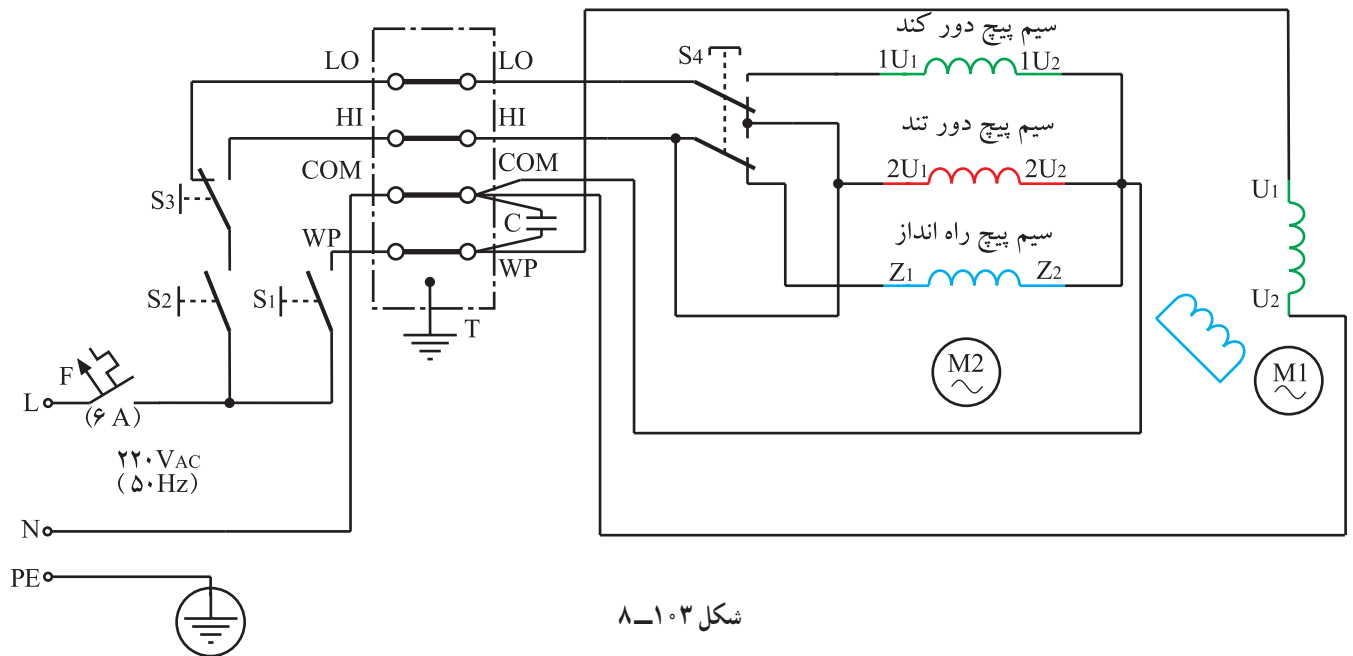 LO LO S4 سیم پیچ دور کند
1U1 1U2
HI HI سیم پیچ دور تند
COM COM 2U1 2U2
S3 C U1
WP WP سیم پیچ راه انداز
Z1 Z2
S2 S1 U2
T
F M2 M1
L (۶ A)
۲۲۰VAC
(۵۰Hz)
N
PE
شکل ۱۰۳ــ۸